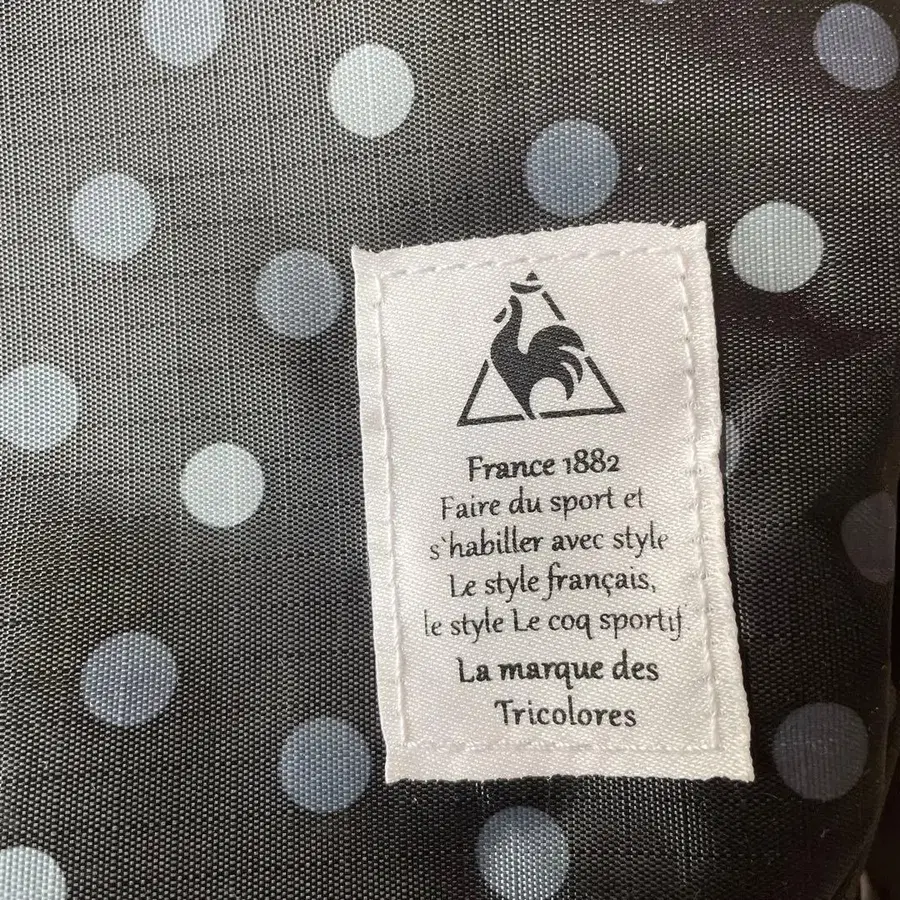 France 1882
Faire du sport et
s'habiller avec style
Le style français,
le style Le coq sportif
La marque des
Tricolores